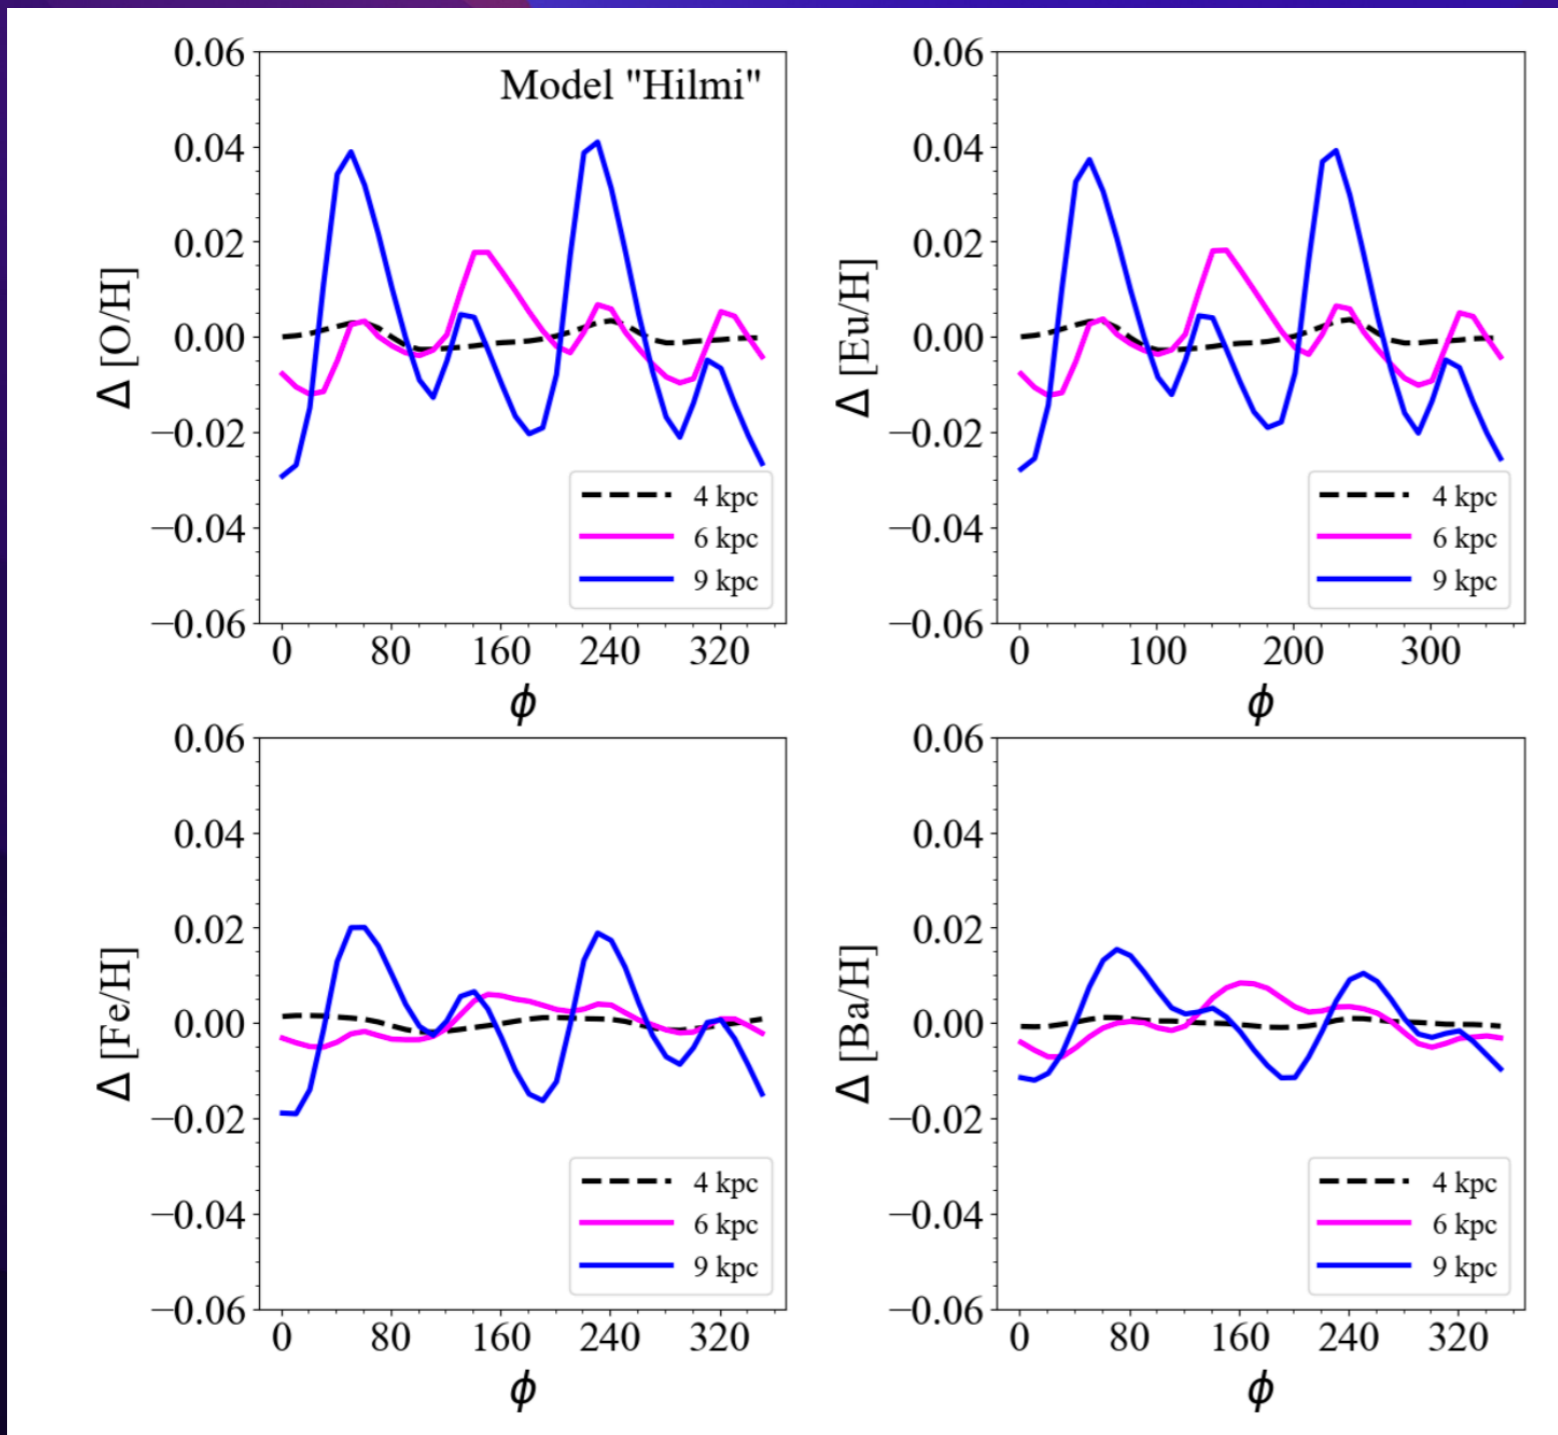 Model "Hilmi"
Δ [O/H]
0.06
0.04
0.02
0.00
−0.02
−0.04
−0.06
0 80 160 240 320
ϕ
4 kpc
6 kpc
9 kpc
Δ [Eu/H]
0.06
0.04
0.02
0.00
−0.02
−0.04
−0.06
0 100 200 300
ϕ
4 kpc
6 kpc
9 kpc
Δ [Fe/H]
0.06
0.04
0.02
0.00
−0.02
−0.04
−0.06
0 80 160 240 320
ϕ
4 kpc
6 kpc
9 kpc
Δ [Ba/H]
0.06
0.04
0.02
0.00
−0.02
−0.04
−0.06
0 80 160 240 320
ϕ
4 kpc
6 kpc
9 kpc